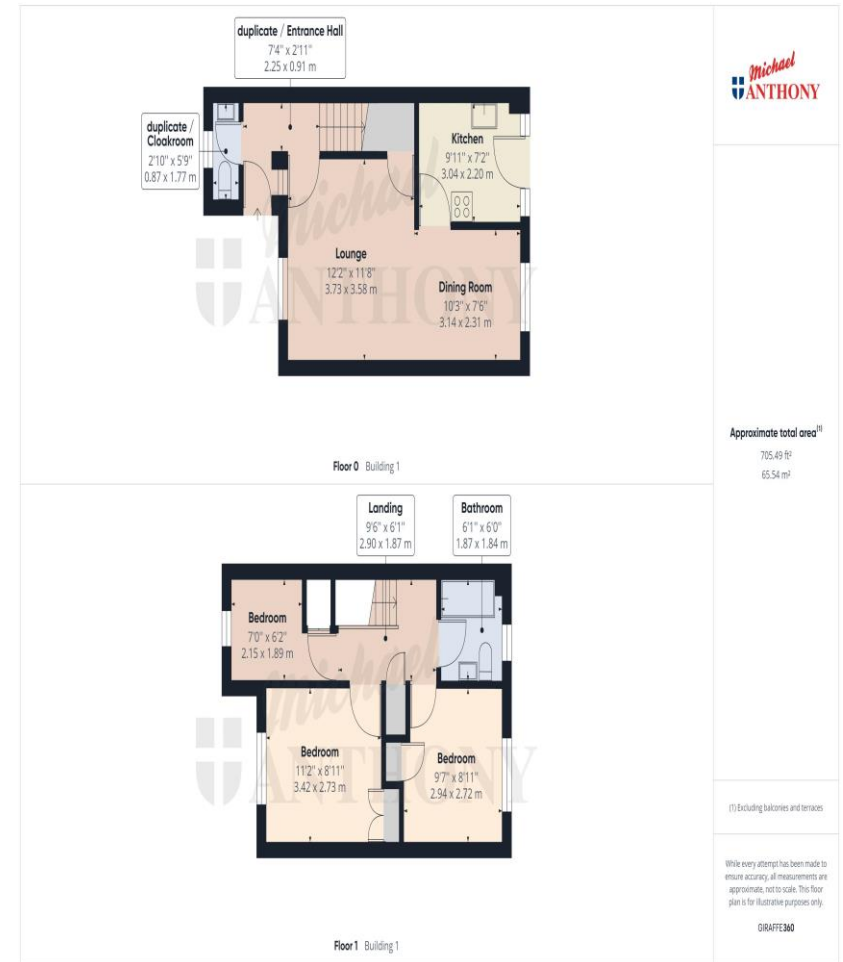 duplicate / Entrance Hall
7'4" x 2'11"
2.25 x 0.91 m
duplicate /
Cloakroom
2'10" x 5'9"
0.87 x 1.77 m
Kitchen
9'11" x 7'2"
3.04 x 2.20 m
Lounge
12'2" x 11'8"
3.73 x 3.58 m
Dining Room
10'3" x 7'6"
3.14 x 2.31 m
Michael
ANTHONY
Floor 0 Building 1
Michael
ANTHONY
Approximate total area(1)
705.49 ft²
65.54 m²
Landing
9'6" x 6'1"
2.90 x 1.87 m
Bathroom
6'1" x 6'0"
1.87 x 1.84 m
Bedroom
7'0" x 6'2"
2.15 x 1.89 m
Bedroom
11'2" x 8'11"
3.42 x 2.73 m
Bedroom
9'7" x 8'11"
2.94 x 2.72 m
Michael
ANTHONY
Floor 1 Building 1
(1) Excluding balconies and terraces
While every attempt has been made to
ensure accuracy, all measurements are
approximate, not to scale. This floor
plan is for illustrative purposes only.
GIRAFFE360